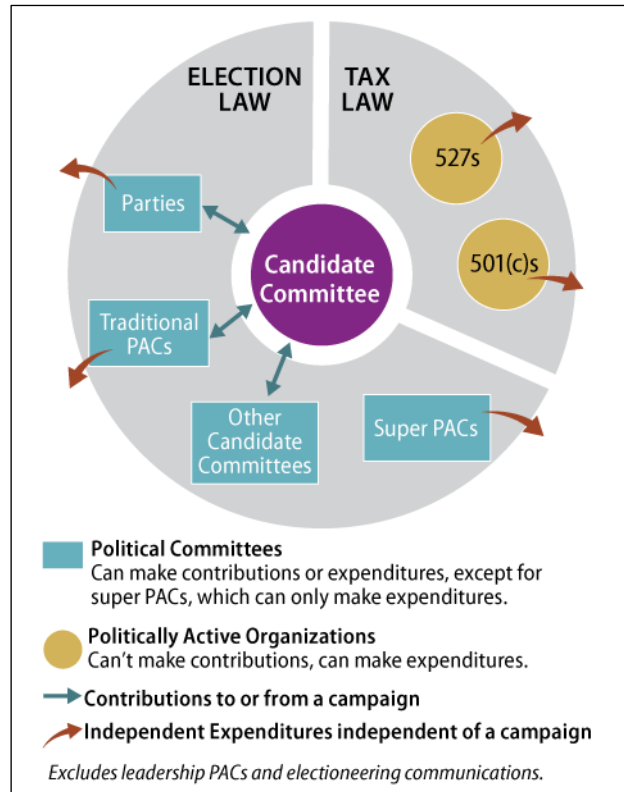 ELECTION
LAW
TAX
LAW
527s
Parties
501(c)s
Candidate
Committee
Traditional
PACs
Other
Candidate
Committees
Super PACs
Political Committees
Can make contributions or expenditures, except for
super PACs, which can only make expenditures.
Politically Active Organizations
Can't make contributions, can make expenditures.
Contributions to or from a campaign
Independent Expenditures independent of a campaign
Excludes leadership PACs and electioneering communications.